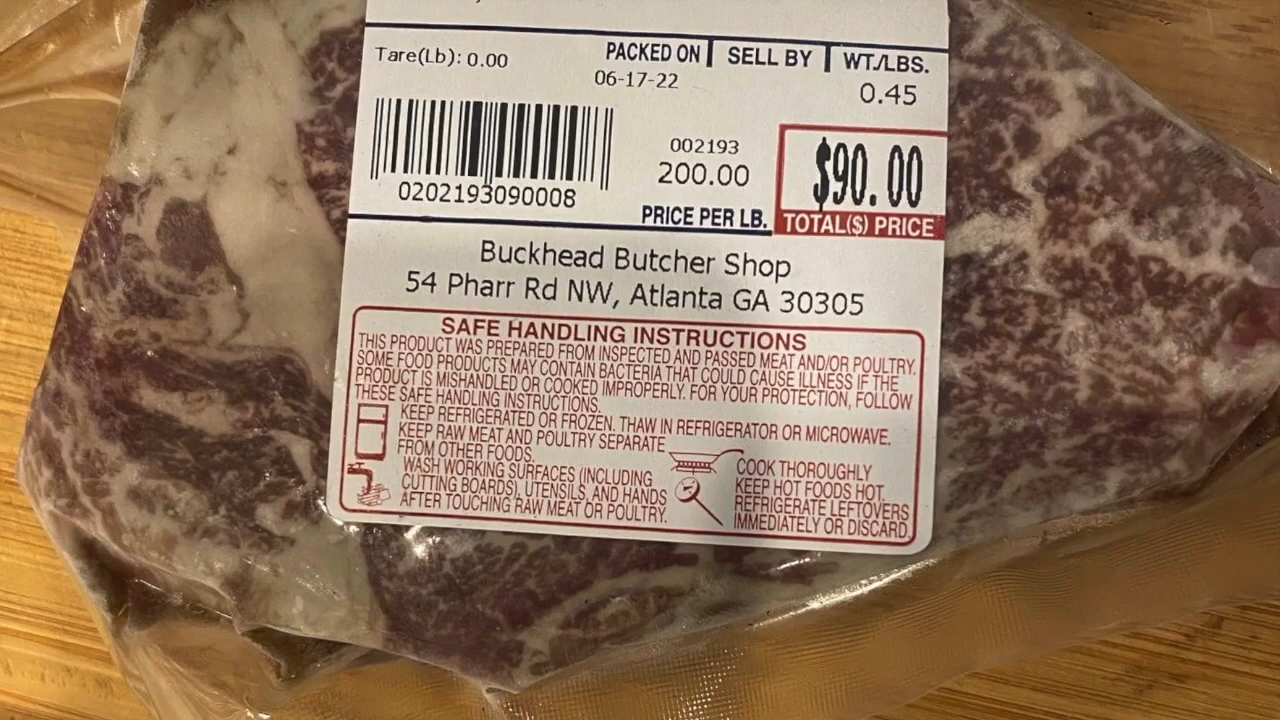 Tare(Lb): 0.00
PACKED ON
06-17-22
SELL BY
WT./LBS.
0.45
0202193090008
002193
200.00
PRICE PER LB.
$90.00
TOTAL($) PRICE
Buckhead Butcher Shop
54 Pharr Rd NW, Atlanta GA 30305
SAFE HANDLING INSTRUCTIONS
THIS PRODUCT WAS PREPARED FROM INSPECTED AND PASSED MEAT AND/OR POULTRY.
SOME FOOD PRODUCTS MAY CONTAIN BACTERIA THAT COULD CAUSE ILLNESS IF THE
PRODUCT IS MISHANDLED OR COOKED IMPROPERLY. FOR YOUR PROTECTION, FOLLOW
THESE SAFE HANDLING INSTRUCTIONS.
KEEP REFRIGERATED OR FROZEN. THAW IN REFRIGERATOR OR MICROWAVE.
KEEP RAW MEAT AND POULTRY SEPARATE
FROM OTHER FOODS.
WASH WORKING SURFACES (INCLUDING
CUTTING BOARDS), UTENSILS, AND HANDS
AFTER TOUCHING RAW MEAT OR POULTRY.
COOK THOROUGHLY
KEEP HOT FOODS HOT.
REFRIGERATE LEFTOVERS
IMMEDIATELY OR DISCARD.